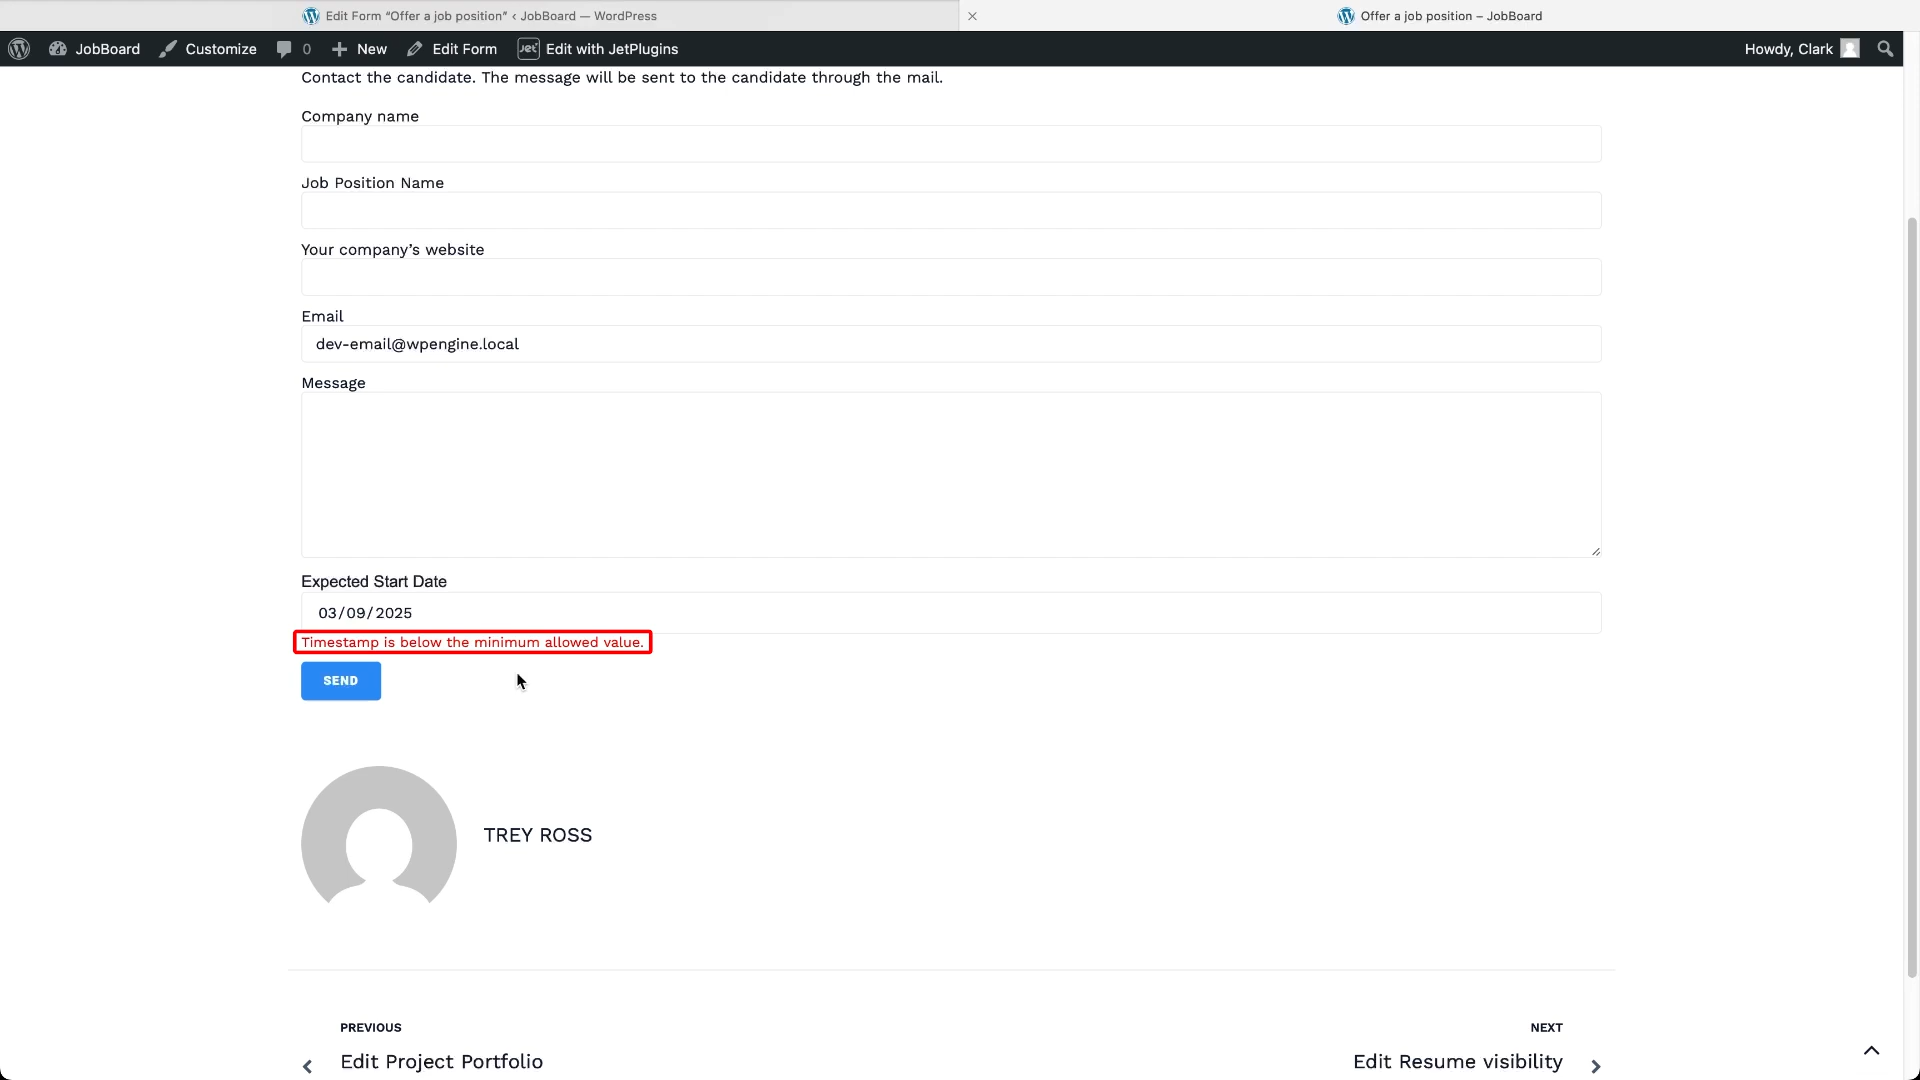 Edit Form “Offer a job position” ‹ JobBoard — WordPress
Offer a job position – JobBoard
JobBoard
Customize
0
New
Edit Form
Jet
Edit with JetPlugins
Howdy, Clark
Contact the candidate. The message will be sent to the candidate through the mail.
Company name
Job Position Name
Your company’s website
Email
dev-email@wpengine.local
Message
Expected Start Date
03/09/2025
Timestamp is below the minimum allowed value.
SEND
TREY ROSS
PREVIOUS
Edit Project Portfolio
NEXT
Edit Resume visibility